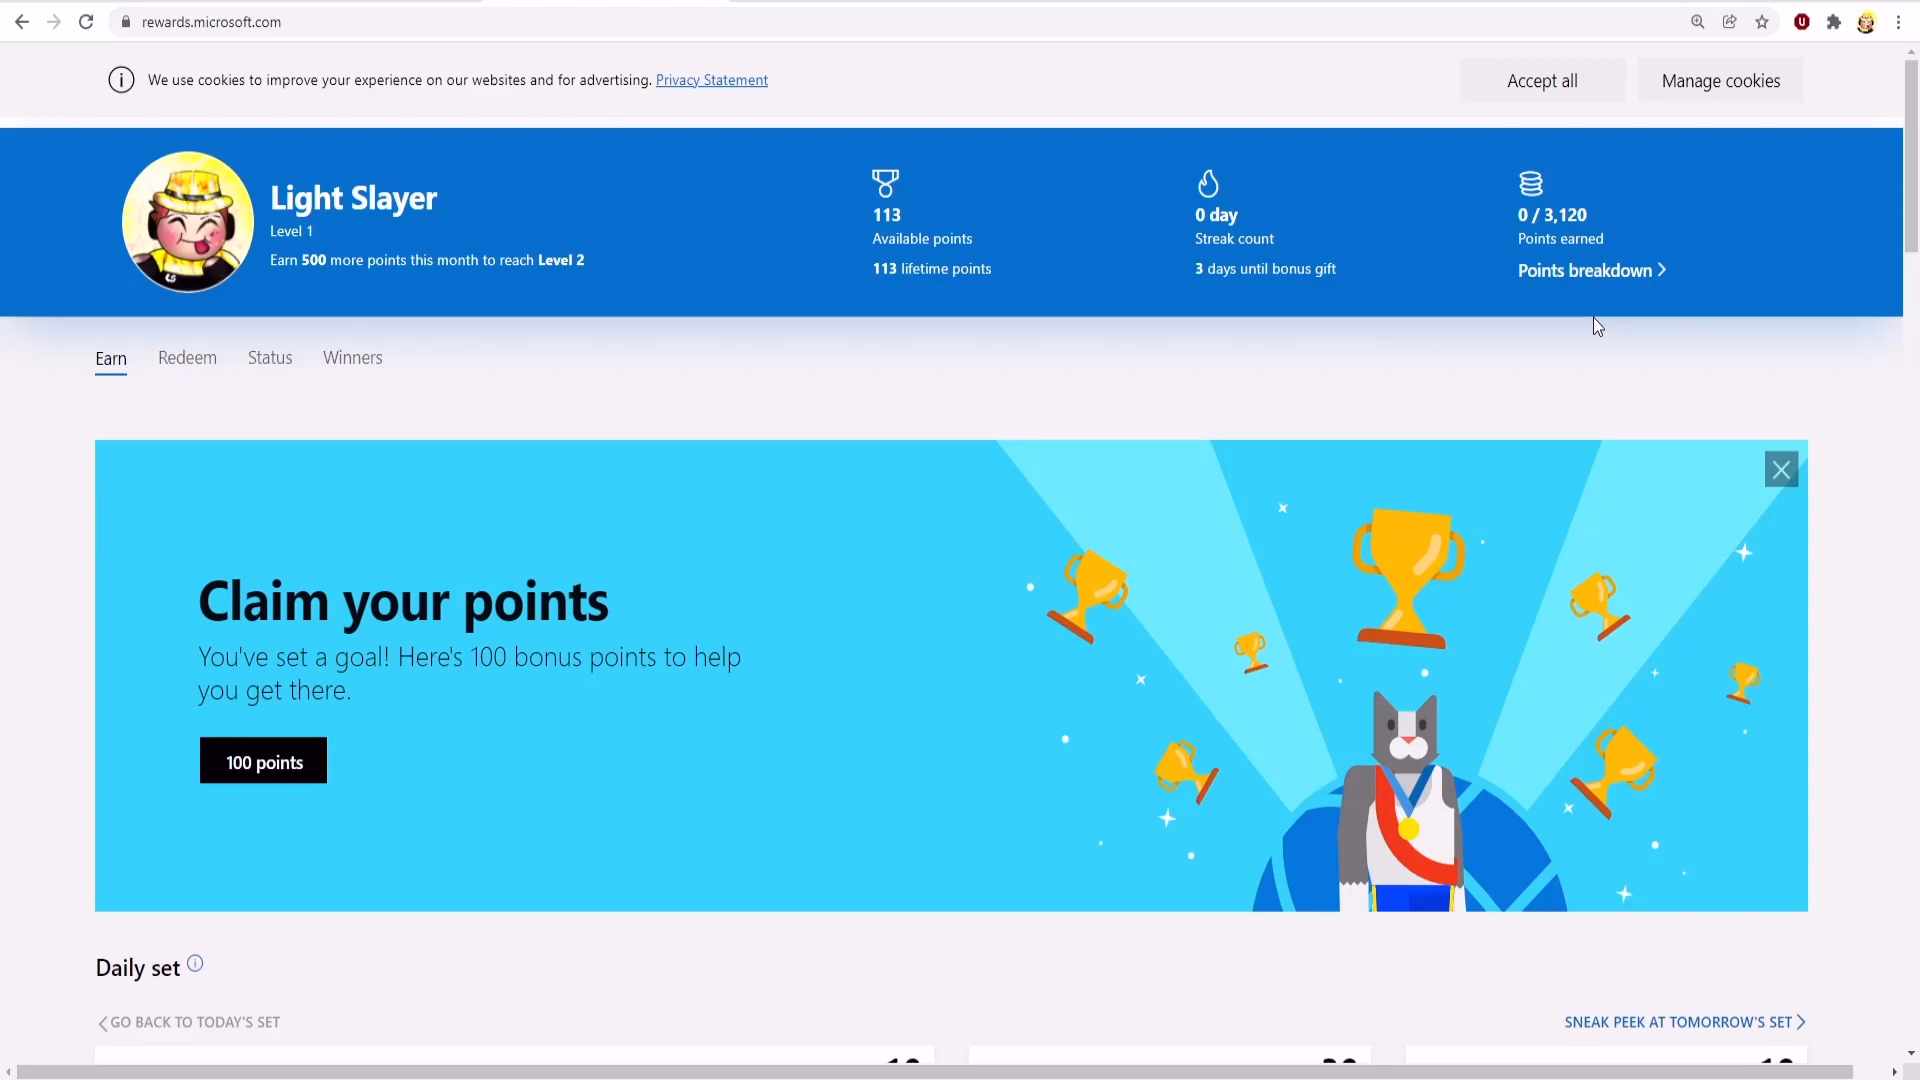 rewards.microsoft.com
We use cookies to improve your experience on our websites and for advertising. Privacy Statement
Accept all
Manage cookies
Light Slayer
Level 1
Earn 500 more points this month to reach Level 2
LS
113
Available points
113 lifetime points
0 day
Streak count
3 days until bonus gift
0 / 3,120
Points earned
Points breakdown
Earn
Redeem
Status
Winners
Claim your points
You've set a goal! Here's 100 bonus points to help
you get there.
100 points
Daily set
GO BACK TO TODAY'S SET
SNEAK PEEK AT TOMORROW'S SET